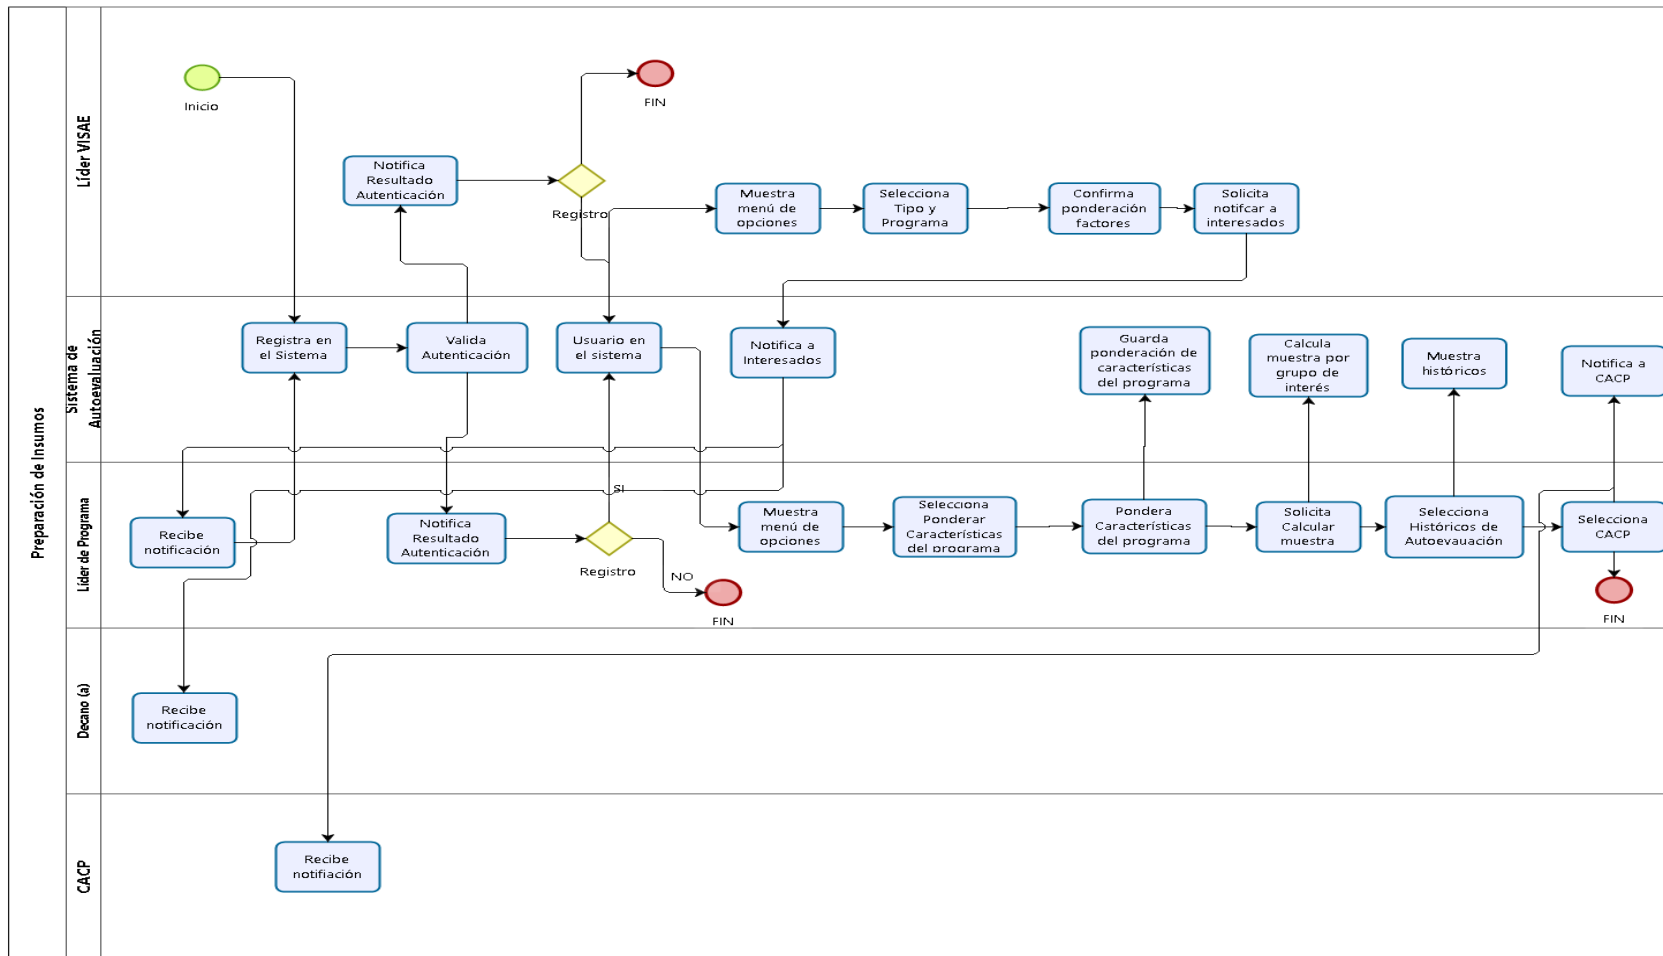 Preparación de Insumos
Líder VISAE
Inicio
FIN
Notifica
Resultado
Autenticación
Registro
Muestra
menú de
opciones
Selecciona
Tipo y
Programa
Confirma
ponderación
factores
Solicita
notifcar a
interesados
Sistema de
Autoevaluación
Registra en
el Sistema
Valida
Autenticación
Usuario en
el sistema
Notifica a
Interesados
Guarda
ponderación de
características
del programa
Calcula
muestra por
grupo de
interés
Muestra
históricos
Notifica a
CACP
Líder de Programa
Recibe
notificación
Notifica
Resultado
Autenticación
SI
Registro
NO
FIN
Muestra
menú de
opciones
Selecciona
Ponderar
Características
del programa
Pondera
Características
del programa
Solicita
Calcular
muestra
Selecciona
Históricos de
Autoevauación
Selecciona
CACP
FIN
Decano (a)
Recibe
notificación
CACP
Recibe
notifiación